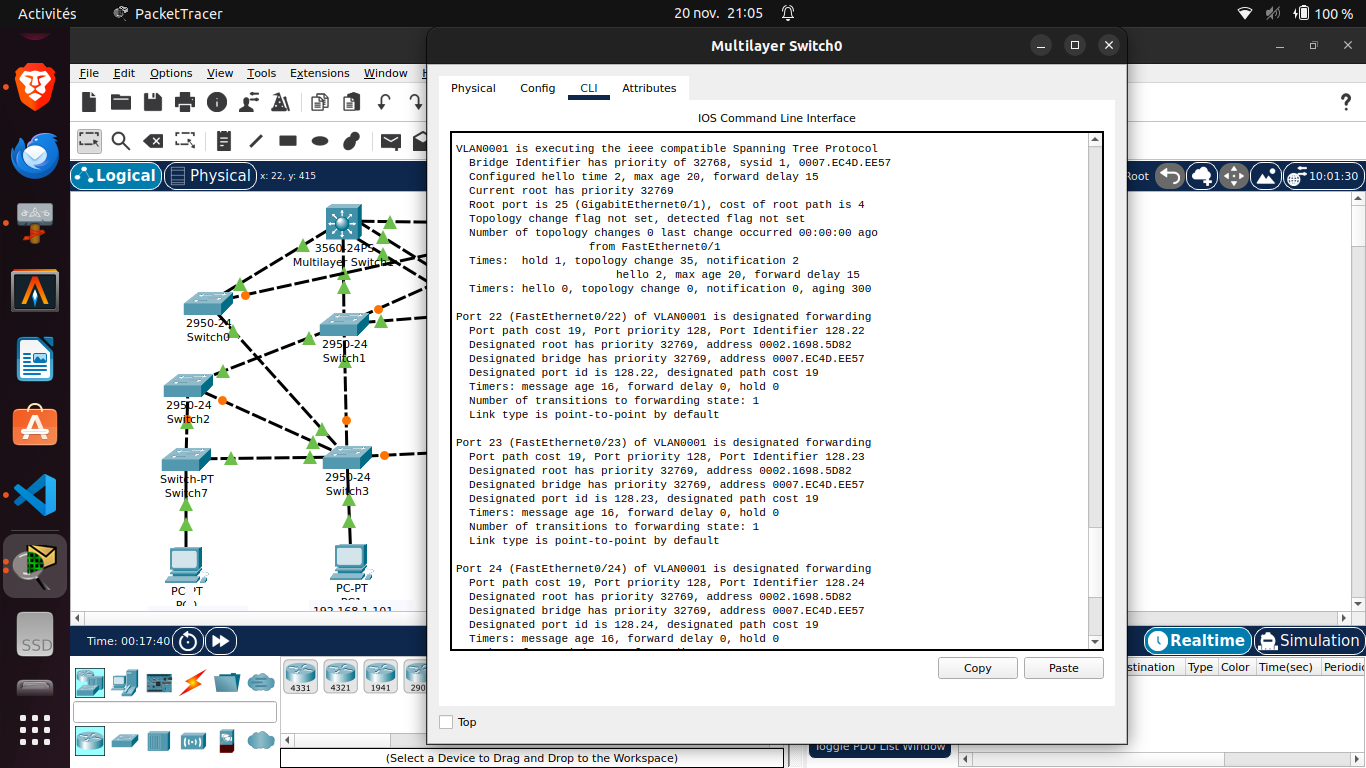 Activités
PacketTracer
20 nov. 21:05
100 %
Multilayer Switch0
File Edit Options View Tools Extensions Window
Physical Config CLI Attributes
IOS Command Line Interface
Logical
Physical
x: 22, y: 415
Root
10:01:30
VLAN0001 is executing the ieee compatible Spanning Tree Protocol
Bridge Identifier has priority of 32768, sysid 1, 0007.EC4D.EE57
Configured hello time 2, max age 20, forward delay 15
Current root has priority 32769
Root port is 25 (GigabitEthernet0/1), cost of root path is 4
Topology change flag not set, detected flag not set
Number of topology changes 0 last change occurred 00:00:00 ago
from FastEthernet0/1
Times: hold 1, topology change 35, notification 2
hello 2, max age 20, forward delay 15
Timers: hello 0, topology change 0, notification 0, aging 300
Port 22 (FastEthernet0/22) of VLAN0001 is designated forwarding
Port path cost 19, Port priority 128, Port Identifier 128.22
Designated root has priority 32769, address 0002.1698.5D82
Designated bridge has priority 32769, address 0007.EC4D.EE57
Designated port id is 128.22, designated path cost 19
Timers: message age 16, forward delay 0, hold 0
Number of transitions to forwarding state: 1
Link type is point-to-point by default
Port 23 (FastEthernet0/23) of VLAN0001 is designated forwarding
Port path cost 19, Port priority 128, Port Identifier 128.23
Designated root has priority 32769, address 0002.1698.5D82
Designated bridge has priority 32769, address 0007.EC4D.EE57
Designated port id is 128.23, designated path cost 19
Timers: message age 16, forward delay 0, hold 0
Number of transitions to forwarding state: 1
Link type is point-to-point by default
Port 24 (FastEthernet0/24) of VLAN0001 is designated forwarding
Port path cost 19, Port priority 128, Port Identifier 128.24
Designated root has priority 32769, address 0002.1698.5D82
Designated bridge has priority 32769, address 0007.EC4D.EE57
Designated port id is 128.24, designated path cost 19
Timers: message age 16, forward delay 0, hold 0
Copy
Paste
Top
3560-24PS
Multilayer
2950-24
Switch0
2950-24
Switch1
2950-24
Switch2
Switch-PT
Switch7
2950-24
Switch3
PC-PT
PC-PT
192.168.1.101
SSD
Time: 00:17:40
Realtime
Simulation
4331 4321 1941
Type Color Time(sec)
(Select a Device to Drag and Drop to the Workspace)
Toggle PDU List Window